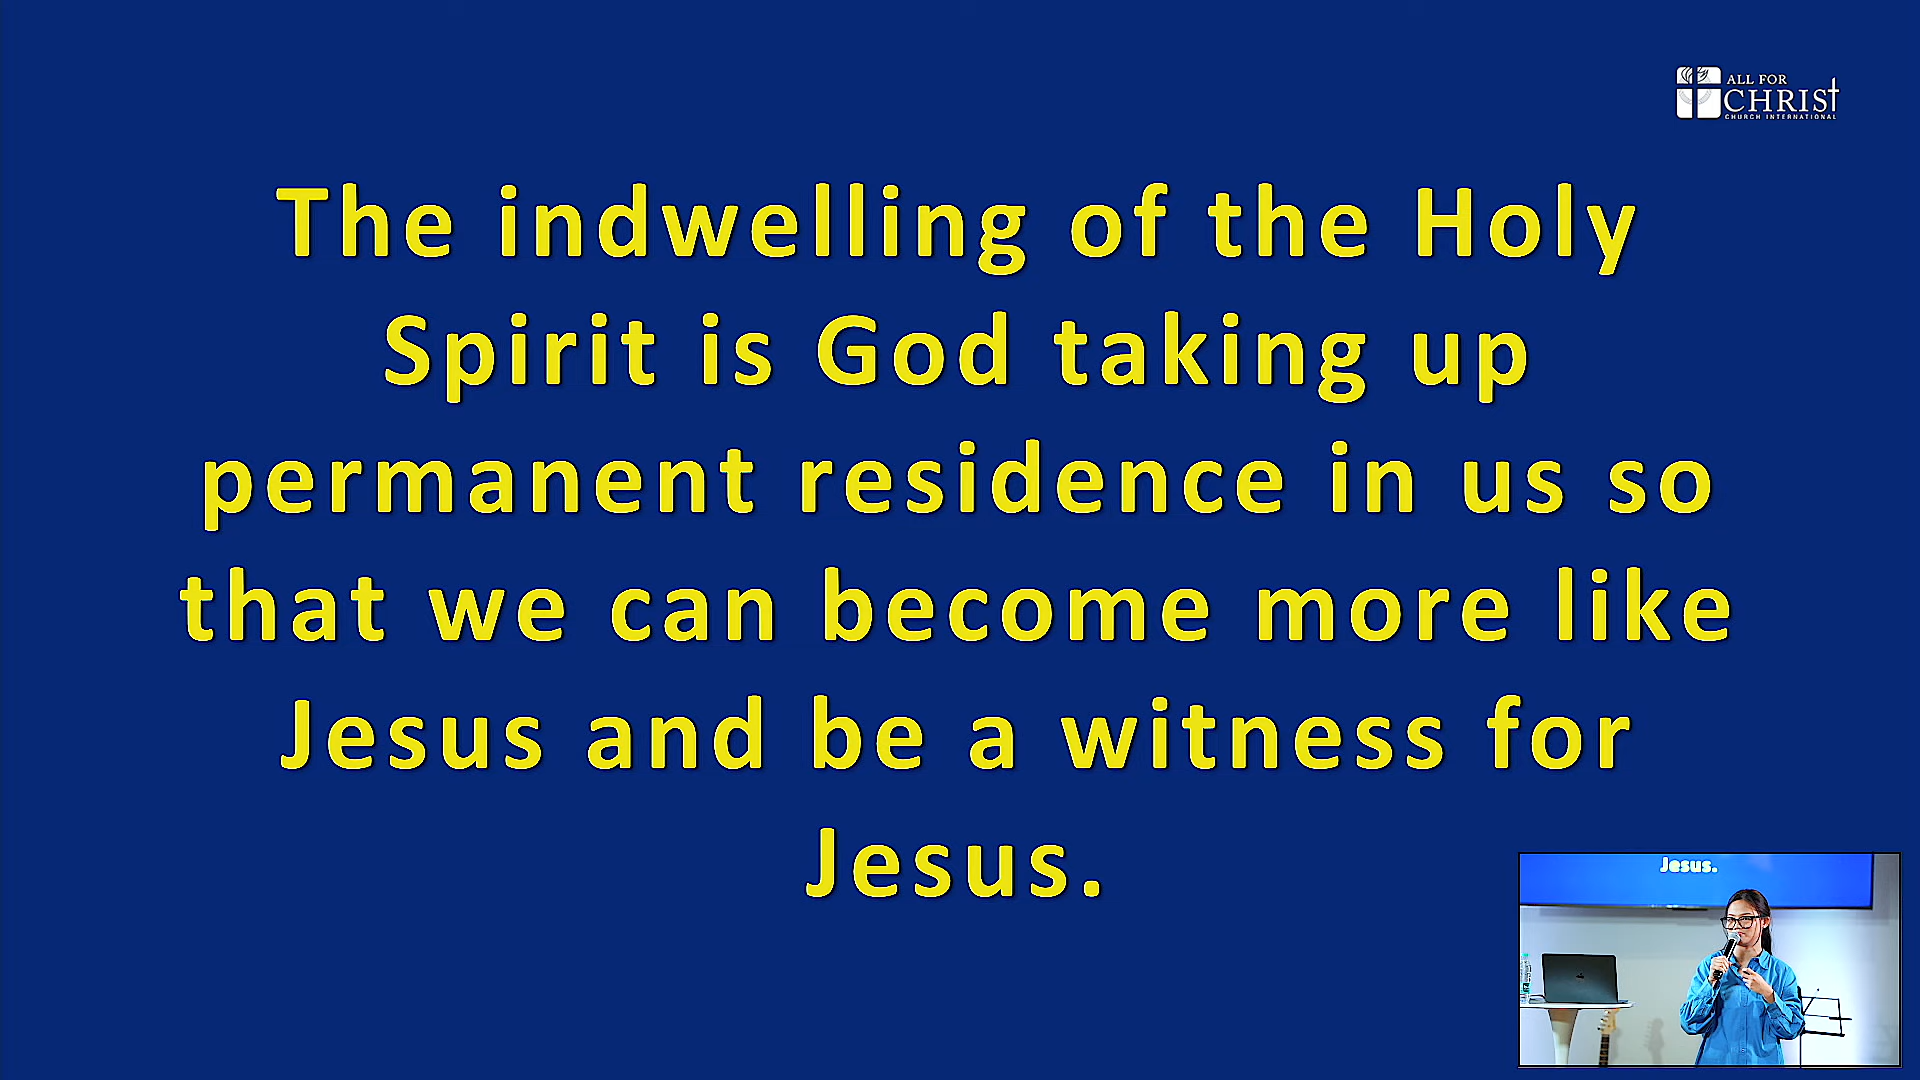 ALL FOR
CHRIST
CHURCH INTERNATIONAL
The indwelling of the Holy
Spirit is God taking up
permanent residence in us so
that we can become more like
Jesus and be a witness for
Jesus.
Jesus.